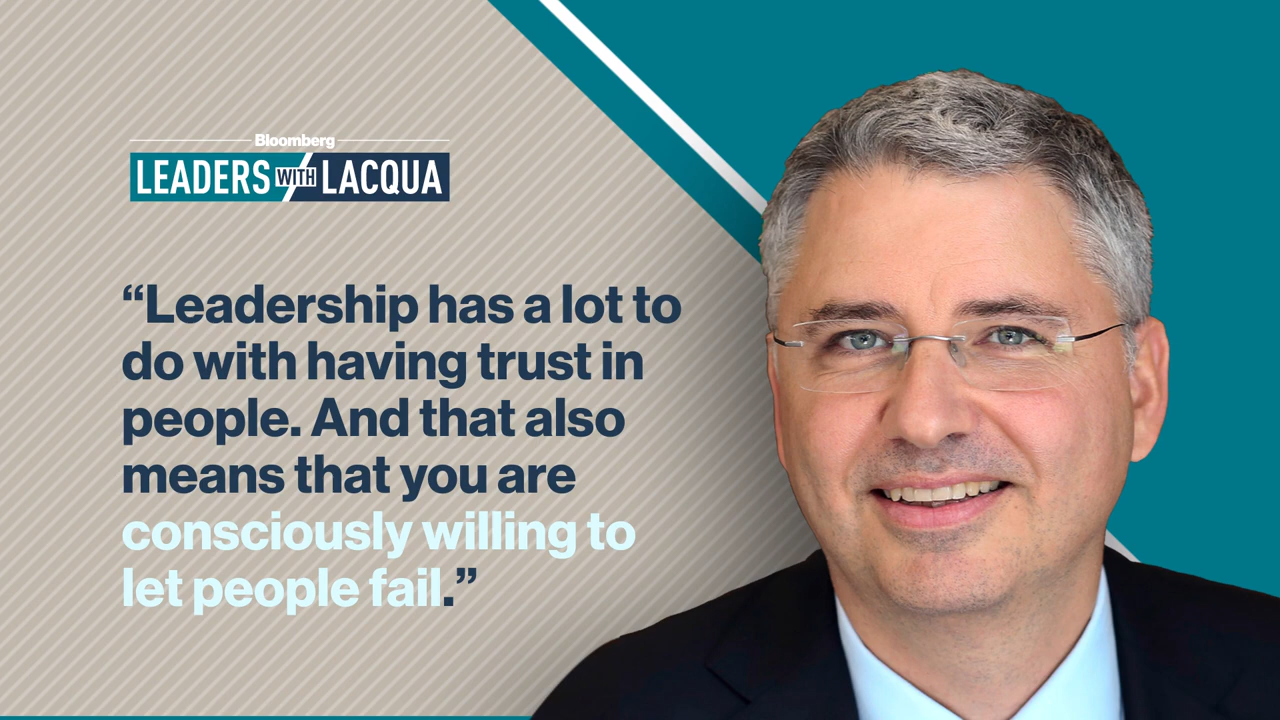 Bloomberg
LEADERS WITH LACQUA
“Leadership has a lot to
do with having trust in
people. And that also
means that you are
consciously willing to
let people fail.”